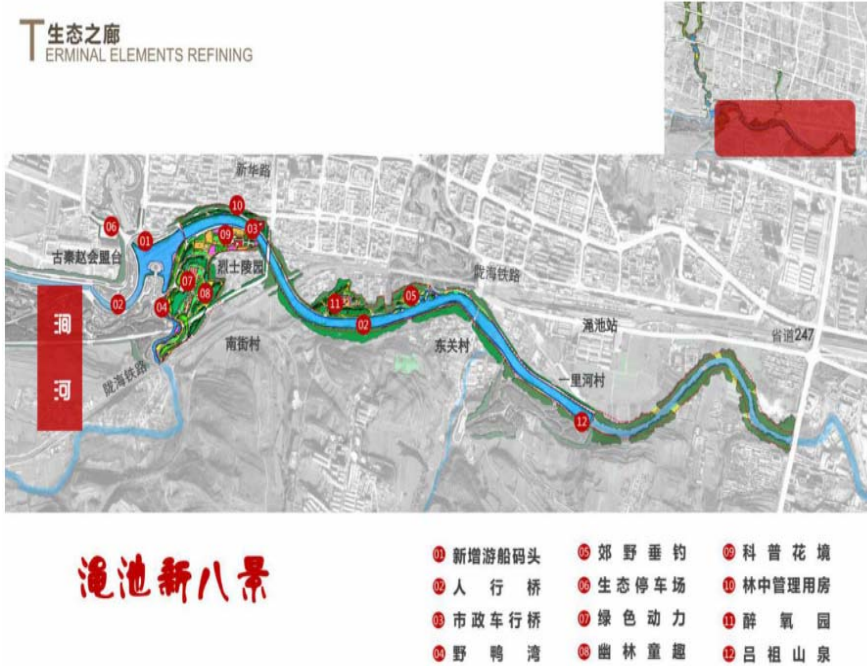 T生态之廊
ERMINAL ELEMENTS REFINING
新华路
10
06
01
09
03
古秦赵会盟台
烈士陵园
陇海铁路
07
08
05
02
04
11
02
渑池站
省道247
涧河
南街村
东关村
陇海铁路
一里河村
12
渑池新八景
01 新增游船码头
05 郊野垂钓
09 科普花境
02 人行桥
06 生态停车场
10 林中管理用房
03 市政车行桥
07 绿色动力
11 醉氧园
04 野鸭湾
08 幽林童趣
12 吕祖山泉